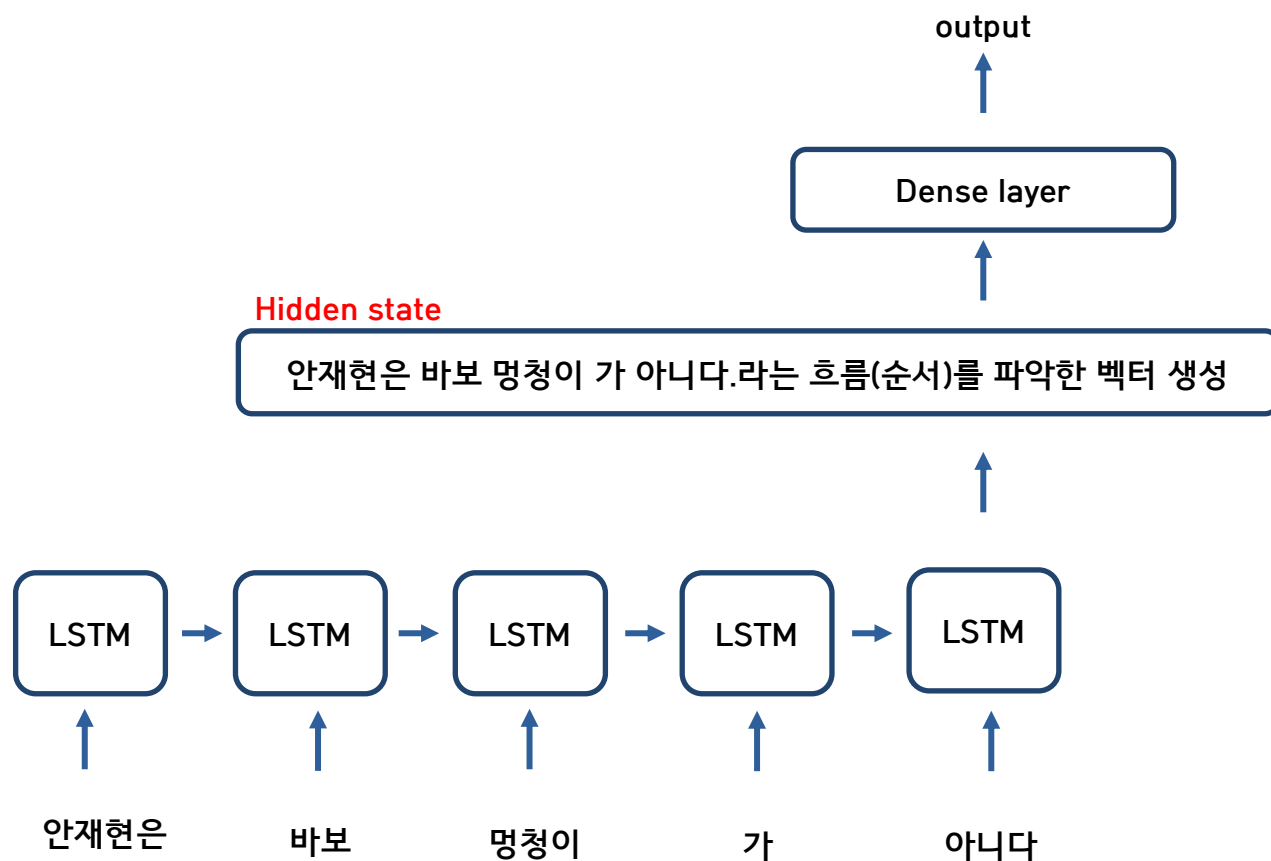 output
Dense layer
Hidden state
안재현은 바보 멍청이 가 아니다.라는 흐름(순서)를 파악한 벡터 생성
LSTM LSTM LSTM LSTM LSTM
안재현은 바보 멍청이 가 아니다